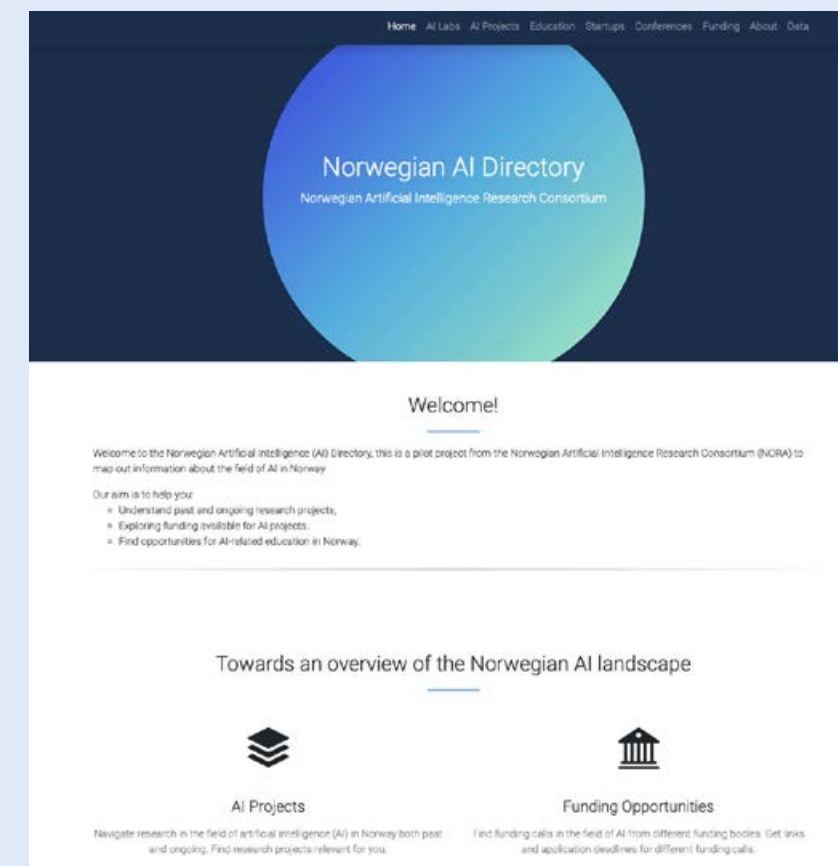 Home AI Labs AI Projects Education Startups Conferences Funding About Data
Norwegian AI Directory
Norwegian Artificial Intelligence Research Consortium
Welcome!
Welcome to the Norwegian Artificial Intelligence (AI) Directory, this is a pilot project from the Norwegian Artificial Intelligence Research Consortium (NORA) to
map out information about the field of AI in Norway
Our aim is to help you:
Understand past and ongoing research projects,
Exploring funding available for AI projects.
Find opportunities for AI-related education in Norway.
Towards an overview of the Norwegian AI landscape
AI Projects
Navigate research in the field of artificial intelligence (AI) in Norway both past
and ongoing. Find research projects relevant for you.
Funding Opportunities
Find funding calls in the field of AI from different funding bodies. Get links
and application deadlines for different funding calls.